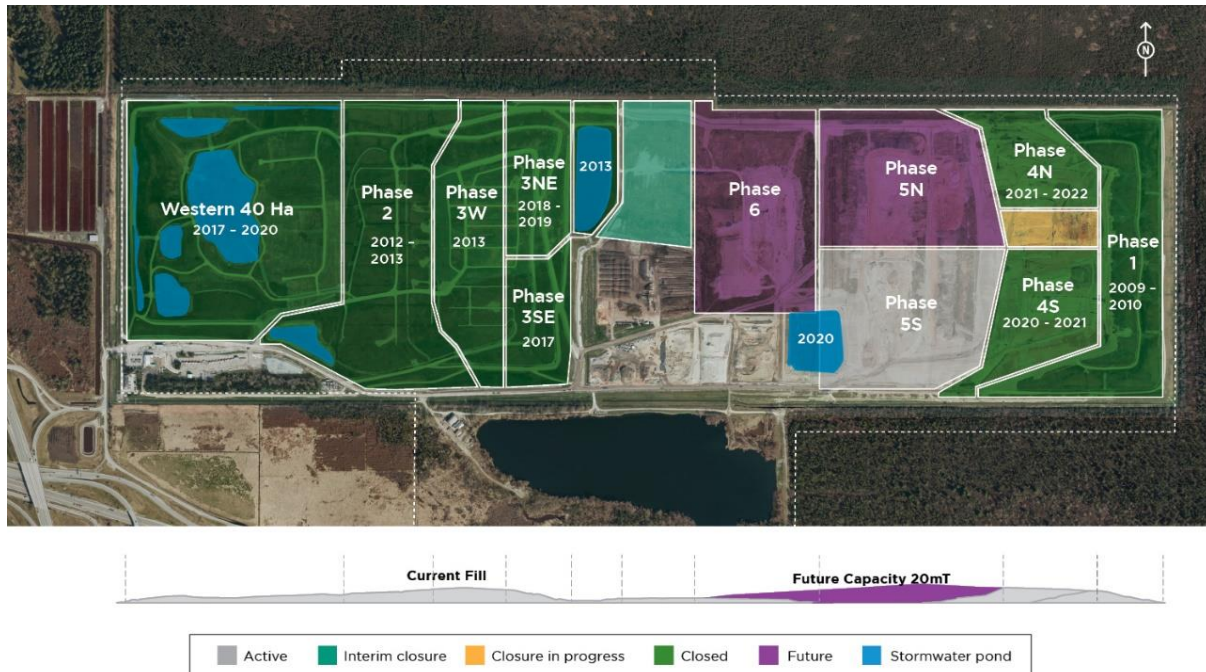 N
Western 40 Ha
2017 - 2020
Phase
2
2012 -
2013
Phase
3W
2013
Phase
3NE
2018 -
2019
Phase
3SE
2017
2013
Phase
6
2020
Phase
5N
Phase
5S
Phase
4N
2021 - 2022
Phase
4S
2020 - 2021
Phase
1
2009 -
2010
Current Fill
Future Capacity 20mT
Active
Interim closure
Closure in progress
Closed
Future
Stormwater pond